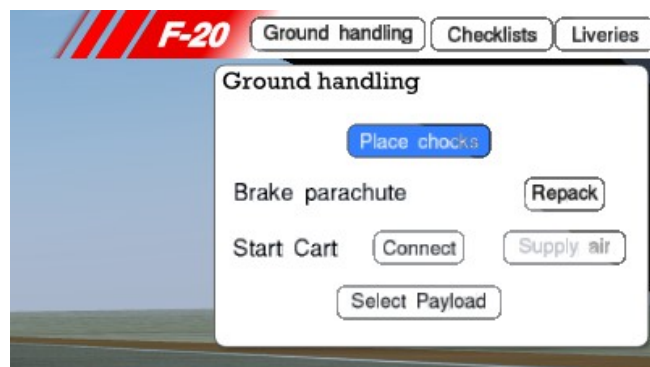 F-20 Ground handling Checklists Liveries
Ground handling
Place chocks
Brake parachute Repack
Start Cart Connect Supply air
Select Payload